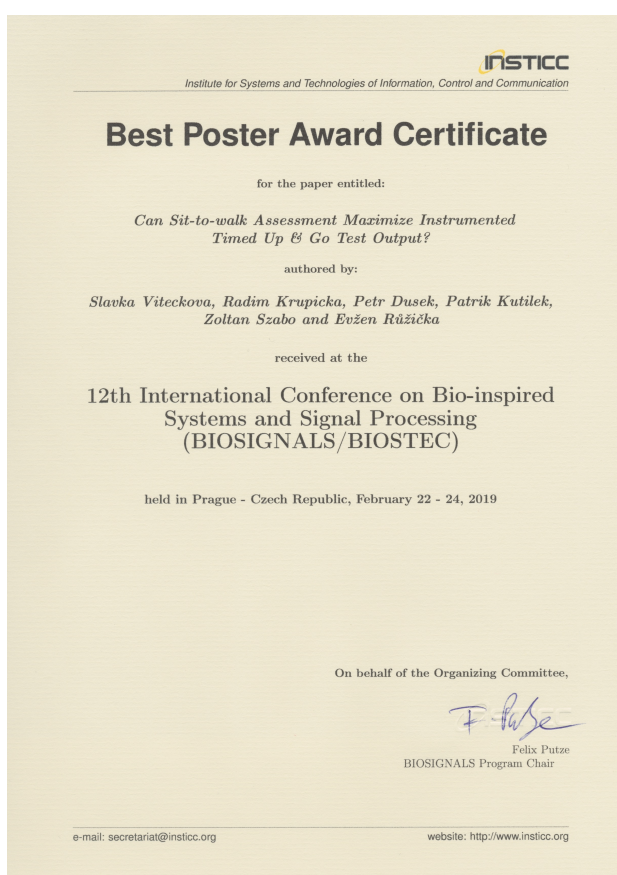 INSTICC
Institute for Systems and Technologies of Information, Control and Communication
Best Poster Award Certificate
for the paper entitled:
Can Sit-to-walk Assessment Maximize Instrumented
Timed Up & Go Test Output?
authored by:
Slavka Viteckova, Radim Krupicka, Petr Dusek, Patrik Kutilek,
Zoltan Szabo and Evžen Růžička
received at the
12th International Conference on Bio-inspired
Systems and Signal Processing
(BIOSIGNALS/BIOSTEC)
held in Prague - Czech Republic, February 22 - 24, 2019
On behalf of the Organizing Committee,
F. Putze
Felix Putze
BIOSIGNALS Program Chair
e-mail: secretariat@insticc.org
website: http://www.insticc.org